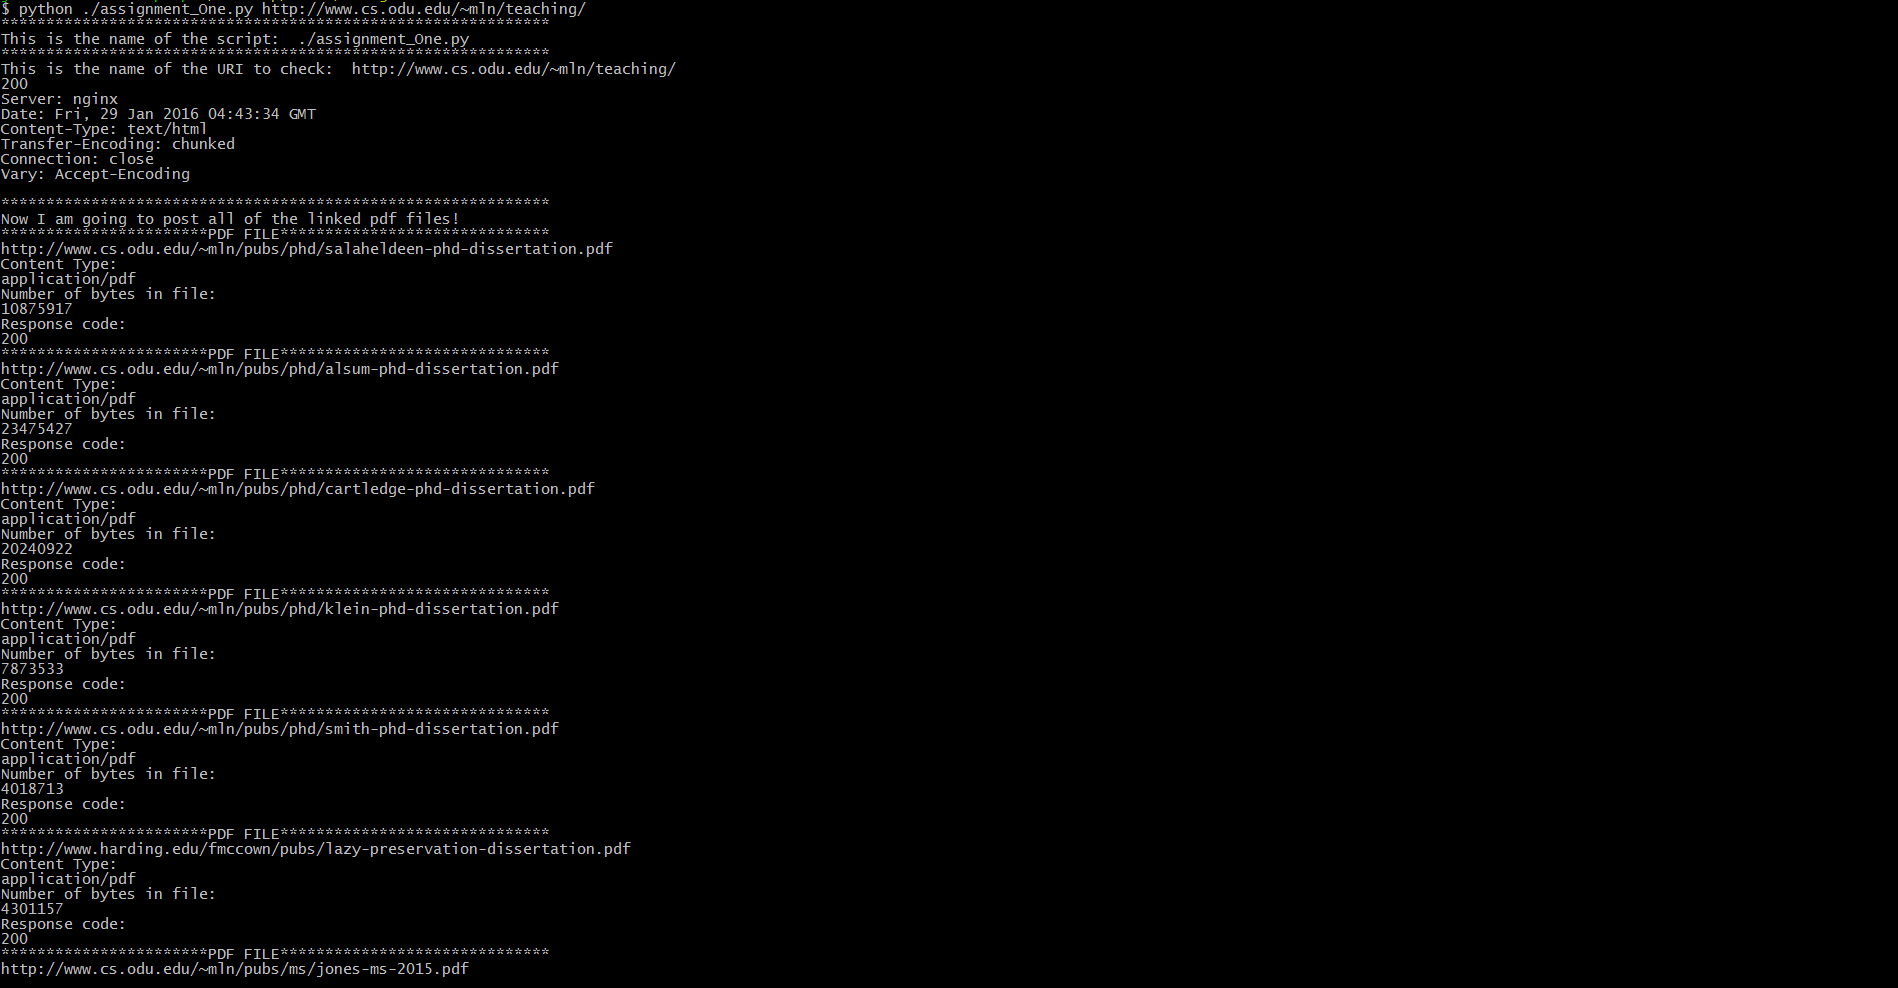 $ python ./assignment_One.py http://www.cs.odu.edu/~mln/teaching/
*************************************************************
This is the name of the script:  ./assignment_One.py
*************************************************************
This is the name of the URI to check:  http://www.cs.odu.edu/~mln/teaching/
200
Server: nginx
Date: Fri, 29 Jan 2016 04:43:34 GMT
Content-Type: text/html
Transfer-Encoding: chunked
Connection: close
Vary: Accept-Encoding

*************************************************************
Now I am going to post all of the linked pdf files!
***********************PDF FILE******************************
http://www.cs.odu.edu/~mln/pubs/phd/salaheldeen-phd-dissertation.pdf
Content Type:
application/pdf
Number of bytes in file:
10875917
Response code:
200
***********************PDF FILE******************************
http://www.cs.odu.edu/~mln/pubs/phd/alsum-phd-dissertation.pdf
Content Type:
application/pdf
Number of bytes in file:
23475427
Response code:
200
***********************PDF FILE******************************
http://www.cs.odu.edu/~mln/pubs/phd/cartledge-phd-dissertation.pdf
Content Type:
application/pdf
Number of bytes in file:
20240922
Response code:
200
***********************PDF FILE******************************
http://www.cs.odu.edu/~mln/pubs/phd/klein-phd-dissertation.pdf
Content Type:
application/pdf
Number of bytes in file:
7873533
Response code:
200
***********************PDF FILE******************************
http://www.cs.odu.edu/~mln/pubs/phd/smith-phd-dissertation.pdf
Content Type:
application/pdf
Number of bytes in file:
4018713
Response code:
200
***********************PDF FILE******************************
http://www.harding.edu/fmccown/pubs/lazy-preservation-dissertation.pdf
Content Type:
application/pdf
Number of bytes in file:
4301157
Response code:
200
***********************PDF FILE******************************
http://www.cs.odu.edu/~mln/pubs/ms/jones-ms-2015.pdf